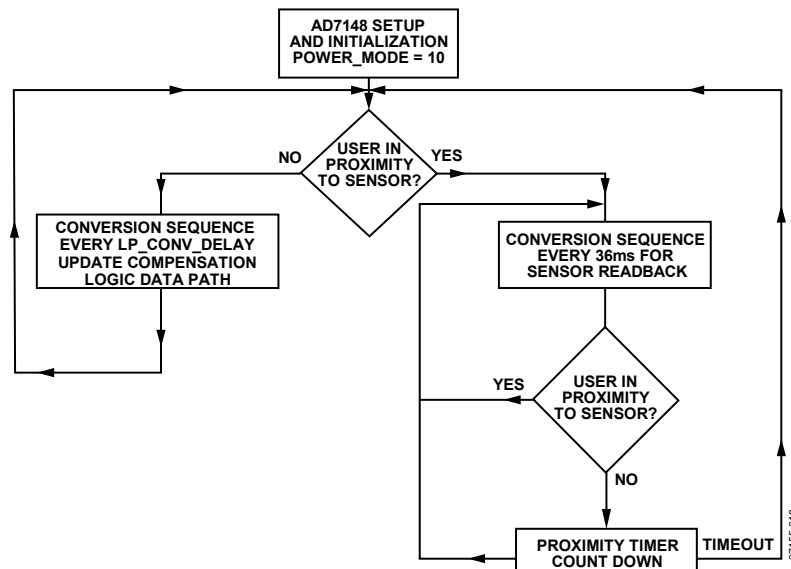 AD7148 SETUP
AND INITIALIZATION
POWER_MODE = 10
USER IN
PROXIMITY
TO SENSOR?
NO
YES
CONVERSION SEQUENCE
EVERY LP_CONV_DELAY
UPDATE COMPENSATION
LOGIC DATA PATH
CONVERSION SEQUENCE
EVERY 36ms FOR
SENSOR READBACK
YES
USER IN
PROXIMITY
TO SENSOR?
NO
PROXIMITY TIMER
COUNT DOWN
TIMEOUT